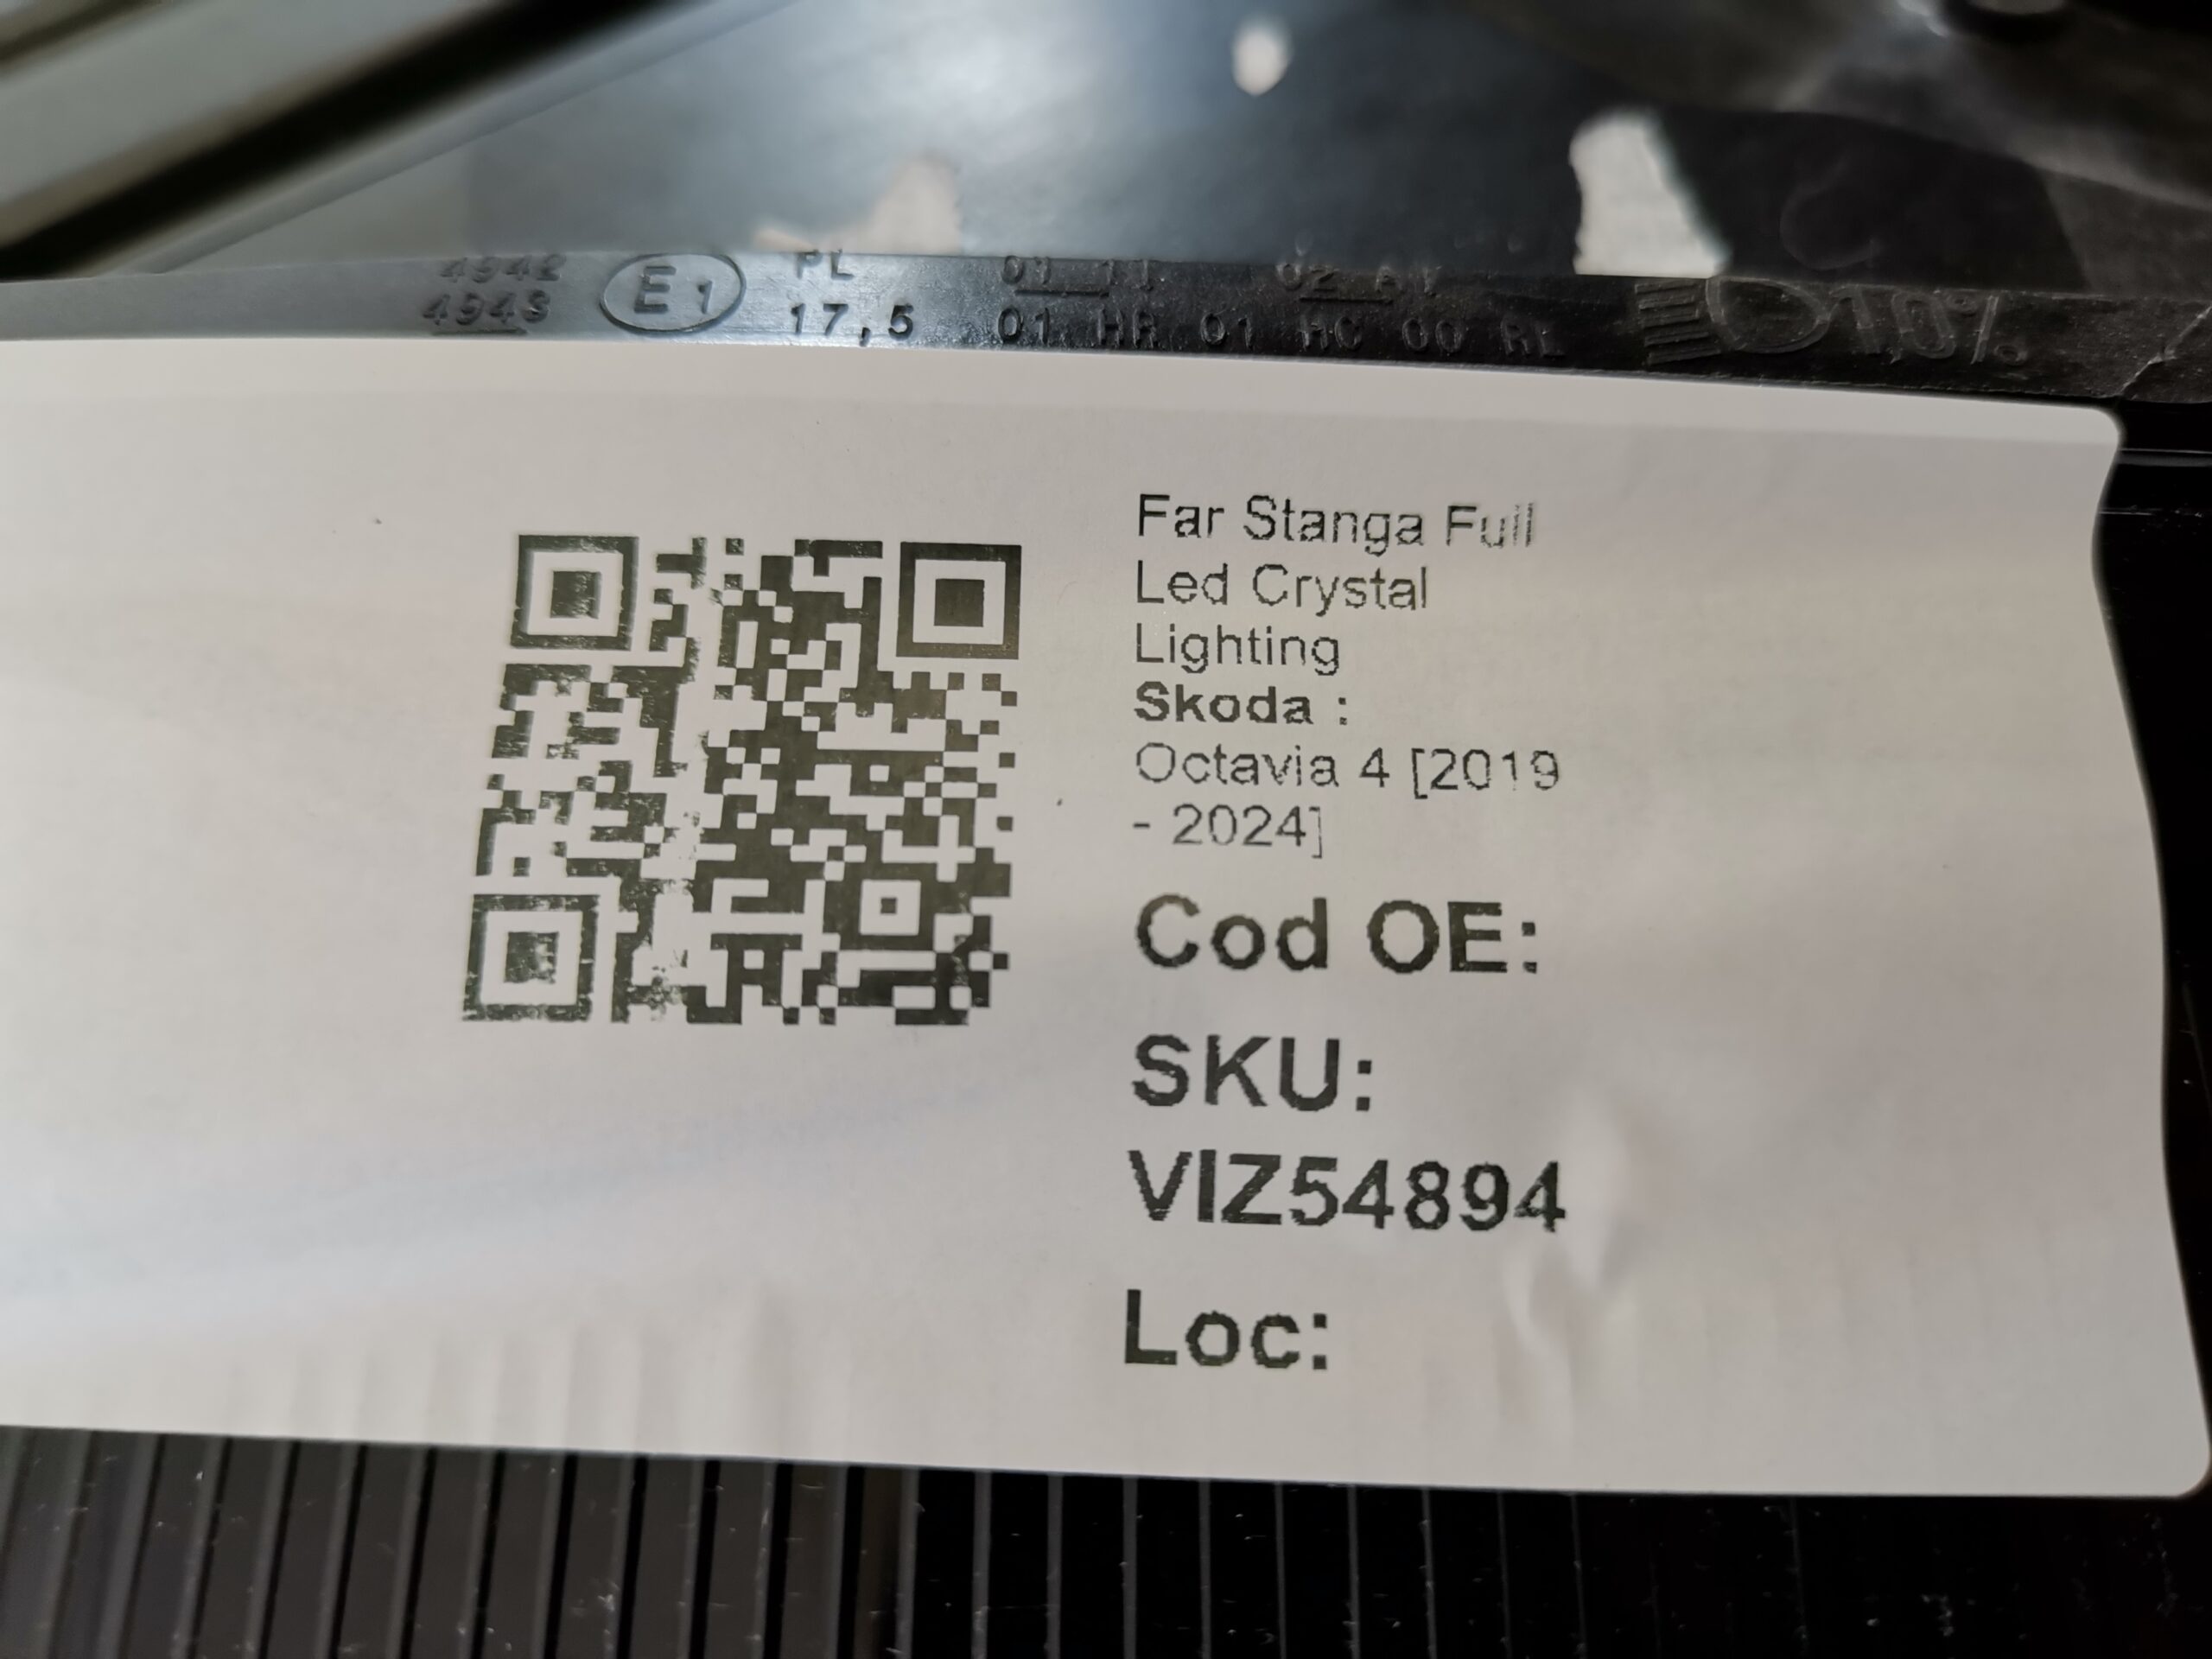 4942 E1 PL
4943 17,5 01 HR 01 HC 00 RL 1,0%
Far Stanga Full
Led Crystal
Lighting
Skoda :
Octavia 4 [2019
- 2024]
Cod OE:
SKU:
VIZ54894
Loc: